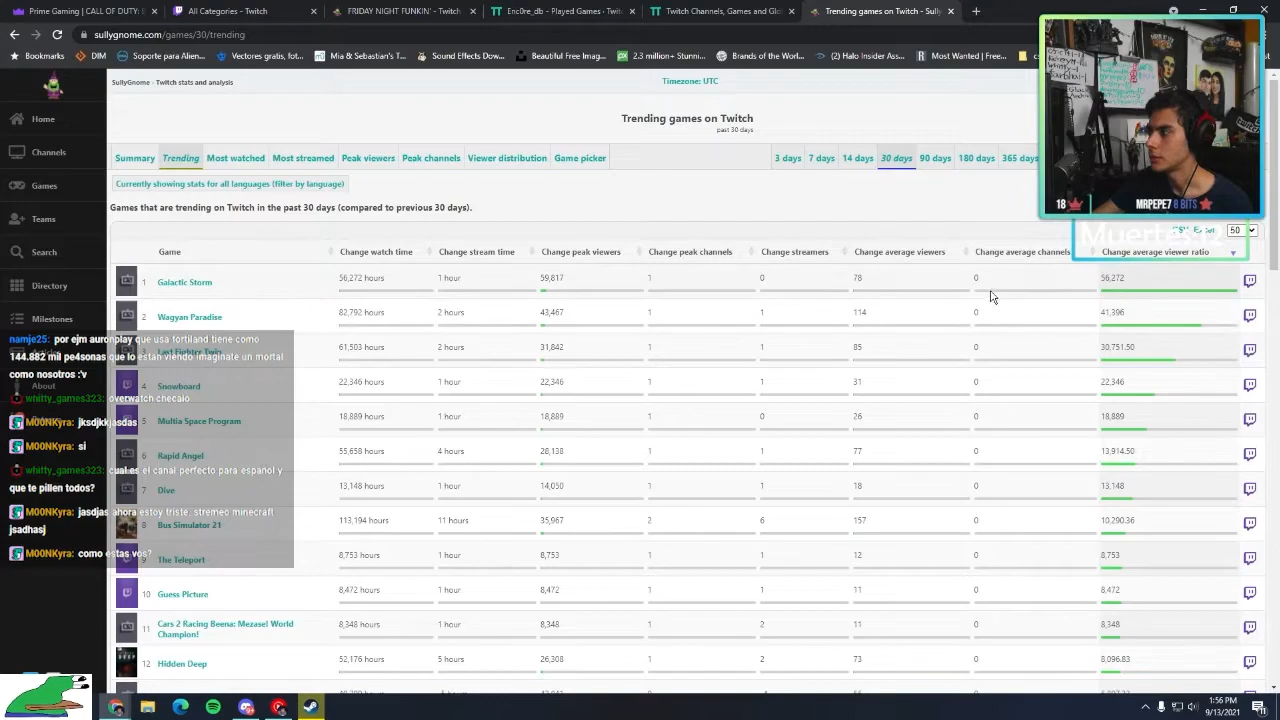 Prime Gaming | CALL OF DUTY: B
All Categories - Twitch
FRIDAY NIGHT FUNKIN' - Twitch
Enc0re_db - Played Games - Twitc
Twitch Channels, Games and Glo
Trending games on Twitch - Sully
sullygnome.com/games/30/trending
Bookmarks
DIM
Soporte para Alien...
Vectores gratis, fot...
My Sebastián's...
Sound Effects Dow...
Beautiful Free Imag...
2.3 million+ Stunni...
Brands of the Wor...
(2) Halo Insider Ass...
Monstera | Wanted | Free...
SullyGnome - Twitch stats and analysis
Timezone: UTC
Trending games on Twitch
past 30 days
Summary Trending Most watched Most streamed Peak viewers Peak channels Viewer distribution Game picker
3 days 7 days 14 days 30 days 90 days 180 days 365 days
Currently showing stats for all languages (filter by language)
Games that are trending on Twitch in the past 30 days (compared to previous 30 days).
Home
Channels
Games
Teams
Search
Directory
Milestones
About
18
MRPEPE7 8 BITS
50
Game Change watch time Change stream time Change peak viewers Change peak channels Change streamers Change average viewers Change average channels Change average viewer ratio
1 Galactic Storm 56,272 hours 1 hour 59,817 1 0 78 0 56,272
2 Wagyan Paradise 82,792 hours 2 hours 43,467 1 1 114 0 41,396
Last Fighter Twin 61,503 hours 2 hours 31,842 1 1 85 0 30,751.50
4 Snowboard 22,346 hours 1 hour 22,346 1 1 31 0 22,346
5 Multia Space Program 18,889 hours 1 hour 18,889 1 0 26 0 18,889
6 Rapid Angel 55,658 hours 4 hours 28,138 1 1 77 0 13,914.50
7 Dive 13,148 hours 1 hour 14,050 1 1 18 0 13,148
8 Bus Simulator 21 113,194 hours 11 hours 35,967 2 6 157 0 10,290.36
9 The Teleport 8,753 hours 1 hour 8,753 1 1 12 0 8,753
10 Guess Picture 8,472 hours 1 hour 8,472 1 1 11 0 8,472
11 Cars 2 Racing Beena: Mezase! World
Champion!
8,348 hours 1 hour 8,348 1 2 11 0 8,348
12 Hidden Deep 52,176 hours 5 hours 26,308 1 2 73 0 8,096.83
namje25: por ejm auronplay que usa fortiland tiene como
144.882 mil pe4sonas que lo estan viendo imaginate un mortal
como nosotros :v
whitty_games323: overwatch checalo
M00NKyra: jksdjkkjasdas
M00NKyra: si
whitty_games323: cual es el canal perfecto para espanol y
que te pillen todos?
M00NKyra: jasdjas ahora estoy triste, stremeo minecraft
jsadhasj
M00NKyra: como estas vos?
1:56 PM
9/13/2021